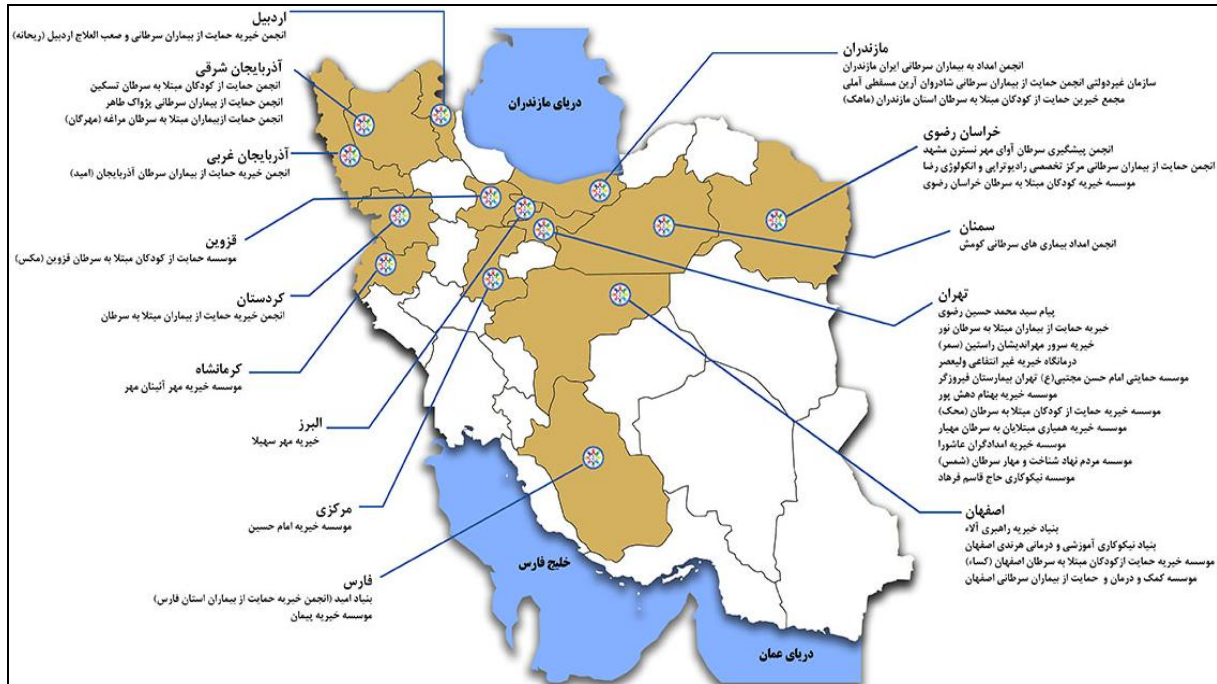 اردبیل
انجمن خیریه حمایت از بیماران سرطانی و صعب العلاج اردبیل (ریحانه)
آذربایجان شرقی
انجمن حمایت از کودکان مبتلا به سرطان تسکین
انجمن حمایت از بیماران سرطانی پژواک طاهر
انجمن حمایت ازبیماران مبتلا به سرطان مراغه (مهرگان)
آذربایجان غربی
انجمن خیریه حمایت از بیماران سرطان آذربایجان (امید)
قزوین
موسسه حمایت از کودکان مبتلا به سرطان قزوین (مکس)
کردستان
انجمن خیریه حمایت از بیماران مبتلا به سرطان
کرمانشاه
موسسه خیریه مهر آئینان مهر
البرز
خیریه مهر سهیلا
مرکزی
موسسه خیریه امام حسین
فارس
بنیاد امید (انجمن خیریه حمایت از بیماران استان فارس)
موسسه خیریه پیمان
دریای مازندران
خلیج فارس
دریای عمان
مازندران
انجمن امداد به بیماران سرطانی ایران مازندران
سازمان غیردولتی انجمن حمایت از بیماران سرطانی شادروان آرین مسقطی آملی
مجمع خیرین حمایت از کودکان مبتلا به سرطان استان مازندران (ماهک)
خراسان رضوی
انجمن پیشگیری سرطان آوای مهر نسترن مشهد
انجمن حمایت از بیماران سرطانی مرکز تخصصی رادیوتراپی و انکولوژی رضا
موسسه خیریه کودکان مبتلا به سرطان خراسان رضوی
سمنان
انجمن امداد بیماری های سرطانی کومش
تهران
پیام سید محمد حسین رضوی
خیریه حمایت از بیماران مبتلا به سرطان نور
خیریه سرور مهراندیشان راستین (سمر)
درمانگاه خیریه غیر انتفاعی ولیعصر
موسسه حمایتی امام حسن مجتبی(ع) تهران بیمارستان فیروزگر
موسسه خیریه بهنام دهش پور
موسسه خیریه حمایت از کودکان مبتلا به سرطان (محک)
موسسه خیریه همیاری مبتلایان به سرطان مهیار
موسسه خیریه امدادگران عاشورا
موسسه مردم نهاد شناخت و مهار سرطان (شمس)
موسسه نیکوکاری حاج قاسم فرهاد
اصفهان
بنیاد خیریه راهبری آلاء
بنیاد نیکوکاری آموزشی و درمانی هرندی اصفهان
موسسه خیریه حمایت ازکودکان مبتلا به سرطان اصفهان (کساء)
موسسه کمک و درمان و حمایت از بیماران سرطانی اصفهان